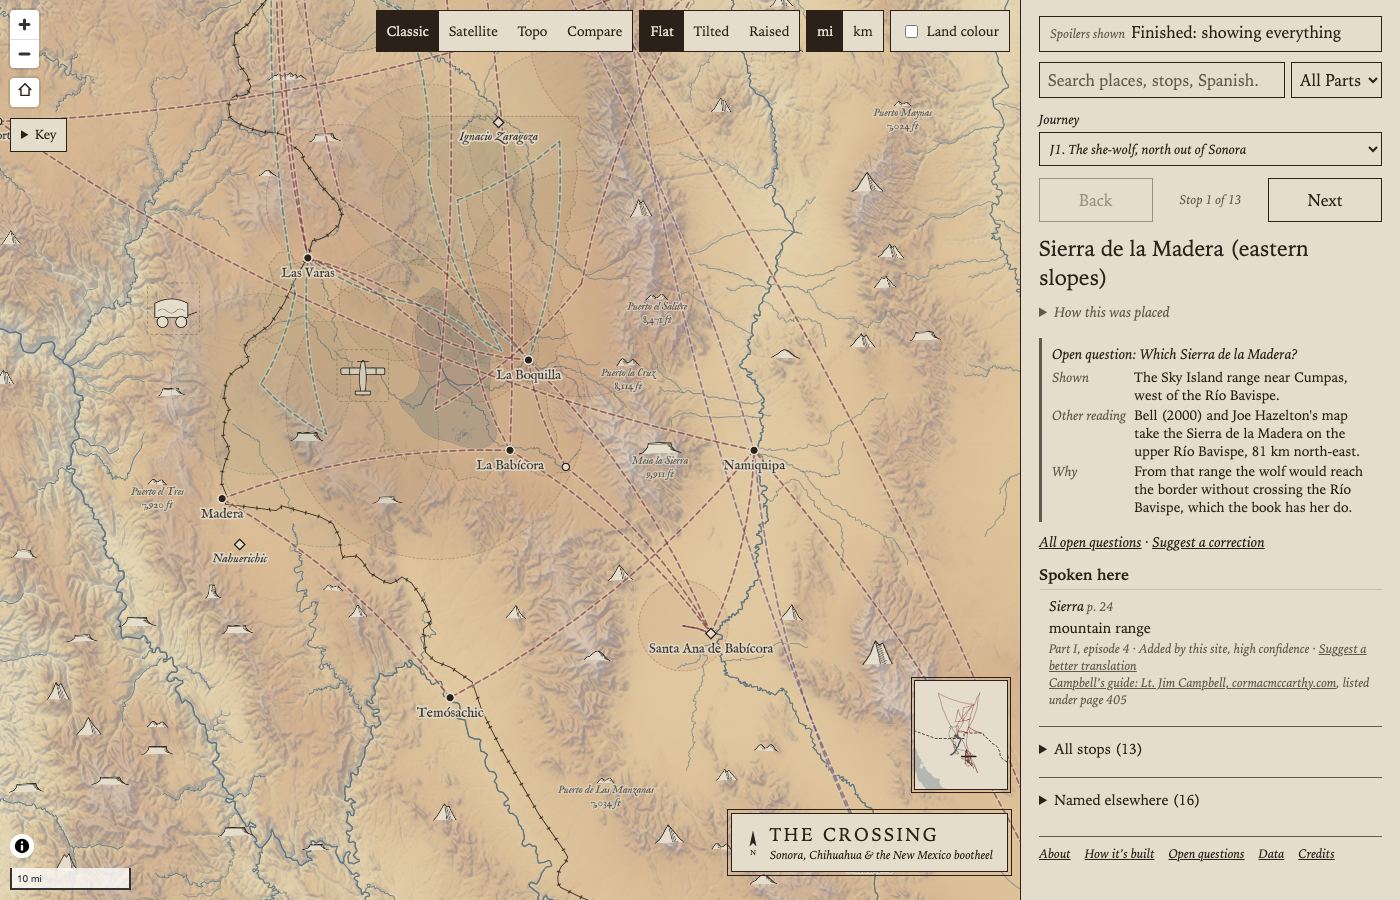 Classic
Satellite
Topo
Compare
Flat
Tilted
Raised
mi
km
Land colour
Key
Ignacio Zaragoza
Puerto Maynas
7,024 ft
Las Varas
Puerto el Salitre
8,471 ft
La Boquilla
Puerto la Cruz
8,114 ft
La Babícora
Mesa la Sierra
9,911 ft
Namiquipa
Puerto el Tres
7,920 ft
Madera
Nahuerichic
Santa Ana de Babícora
Temósachic
Puerto de Las Manzanas
7,034 ft
N
THE CROSSING
Sonora, Chihuahua & the New Mexico bootheel
10 mi
Spoilers shown Finished: showing everything
Search places, stops, Spanish.
All Parts
Journey
J1. The she-wolf, north out of Sonora
Back
Stop 1 of 13
Next
Sierra de la Madera (eastern
slopes)
How this was placed
Open question: Which Sierra de la Madera?
Shown The Sky Island range near Cumpas,
west of the Río Bavispe.
Other reading Bell (2000) and Joe Hazelton's map
take the Sierra de la Madera on the
upper Río Bavispe, 81 km north-east.
Why From that range the wolf would reach
the border without crossing the Río
Bavispe, which the book has her do.
All open questions · Suggest a correction
Spoken here
Sierra p. 24
mountain range
Part I, episode 4 · Added by this site, high confidence · Suggest a
better translation
Campbell's guide: Lt. Jim Campbell, cormacmccarthy.com, listed
under page 405
All stops (13)
Named elsewhere (16)
About
How it's built
Open questions
Data
Credits